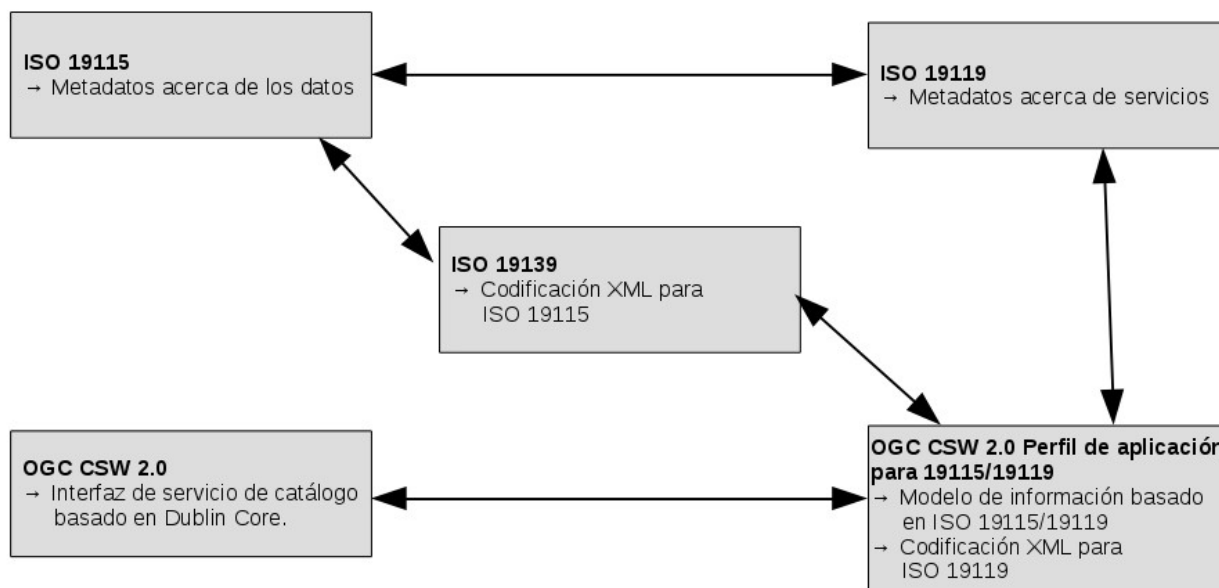 ISO 19115
→ Metadatos acerca de los datos
ISO 19119
→ Metadatos acerca de servicios
ISO 19139
→ Codificación XML para
ISO 19115
OGC CSW 2.0
→ Interfaz de servicio de catálogo
basado en Dublin Core.
OGC CSW 2.0 Perfil de aplicación
para 19115/19119
→ Modelo de información basado
en ISO 19115/19119
→ Codificación XML para
ISO 19119